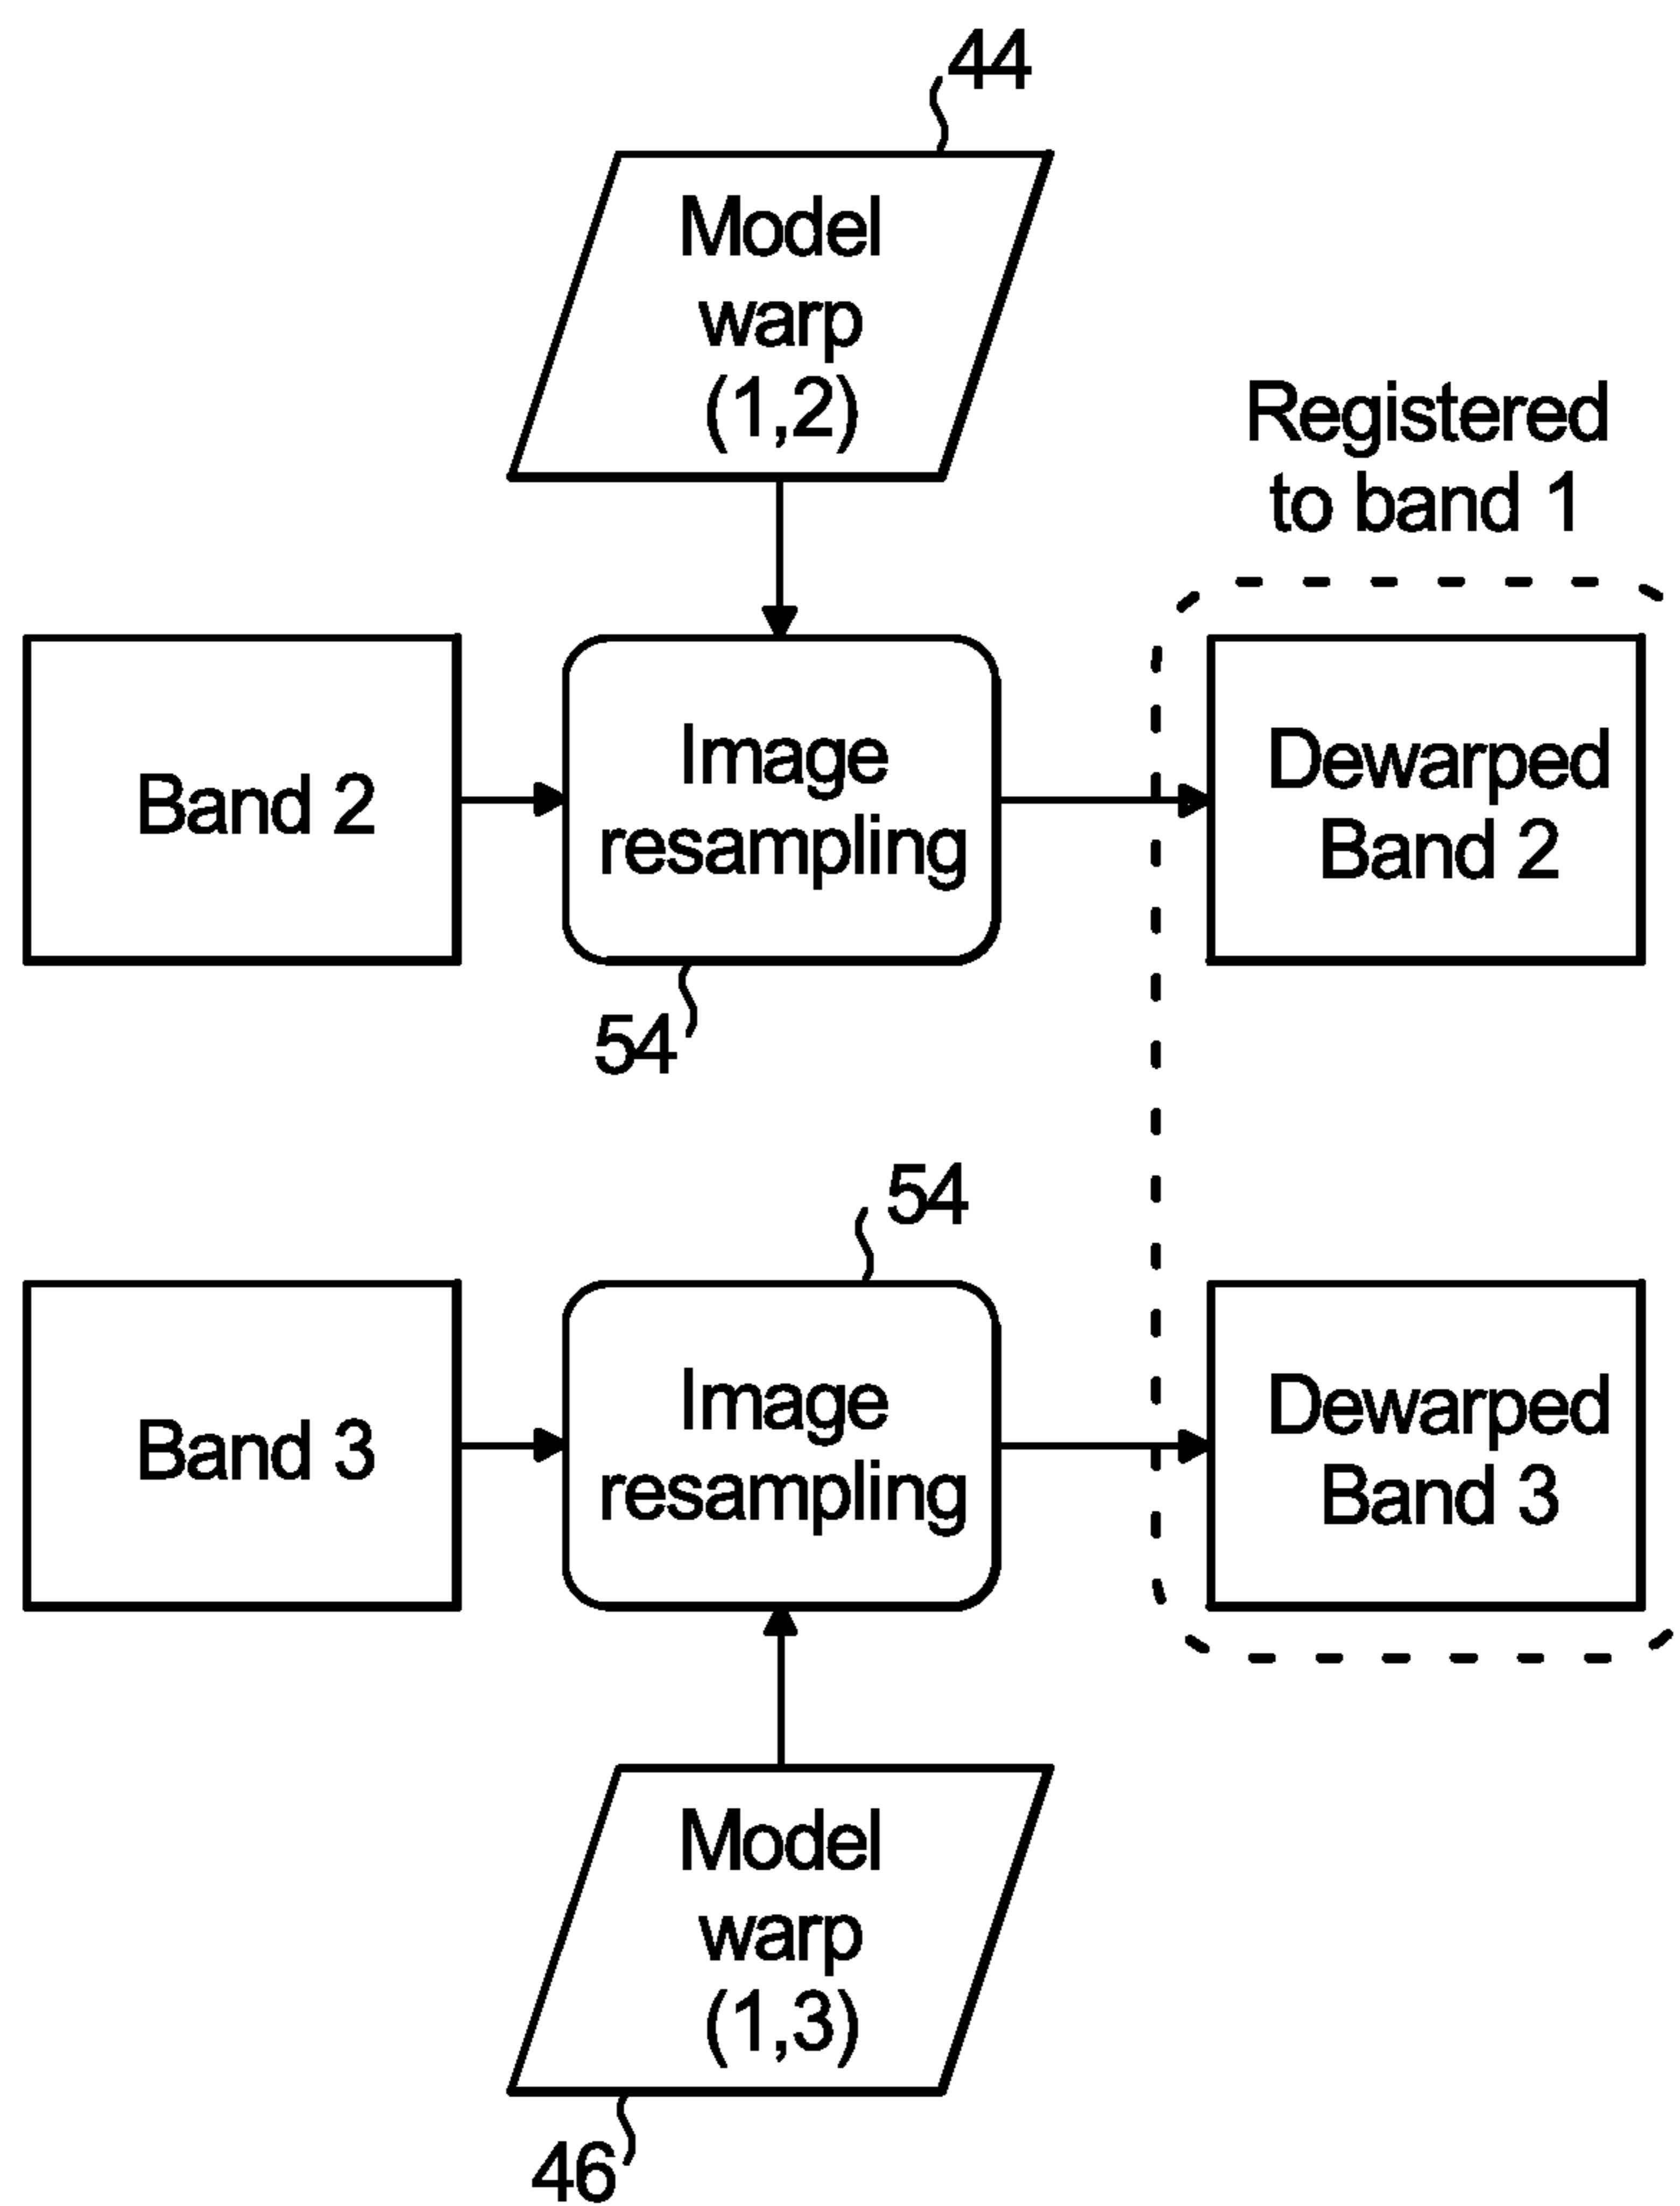 44
Model
warp
(1,2)
Registered
to band 1
Band 2
Image
resampling
Dewarped
Band 2
54
54
Band 3
Image
resampling
Dewarped
Band 3
Model
warp
(1,3)
46